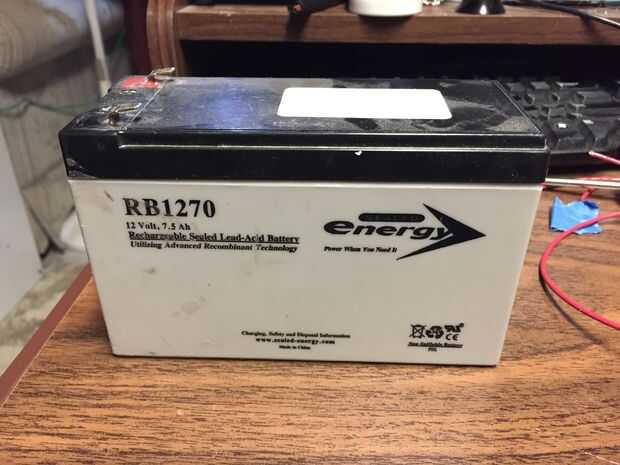 RB1270
12 Volt, 7.5 Ah
Rechargeable Sealed Lead-Acid Battery
Utilizing Advanced Recombinant Technology
SEALED
energy
Power When You Need It
Charging, Safety and Disposal Information
www.sealed-energy.com
Made in China
Non-Spillable Battery